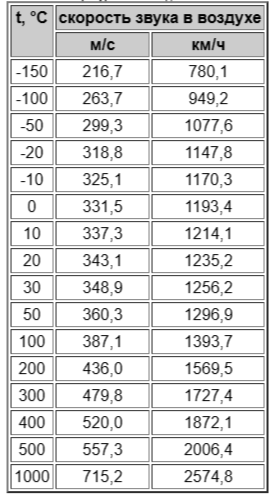 t, °C скорость звука в воздухе
м/с км/ч
-150 216,7 780,1
-100 263,7 949,2
-50 299,3 1077,6
-20 318,8 1147,8
-10 325,1 1170,3
0 331,5 1193,4
10 337,3 1214,1
20 343,1 1235,2
30 348,9 1256,2
50 360,3 1296,9
100 387,1 1393,7
200 436,0 1569,5
300 479,8 1727,4
400 520,0 1872,1
500 557,3 2006,4
1000 715,2 2574,8